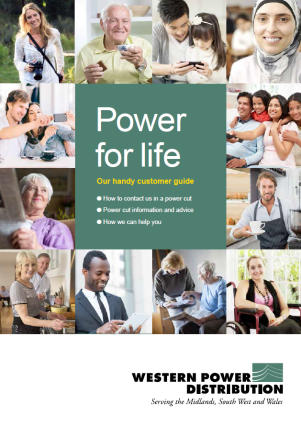 Power
for life
Our handy customer guide
● How to contact us in a power cut
● Power cut information and advice
● How we can help you
WESTERN POWER
DISTRIBUTION
Serving the Midlands, South West and Wales